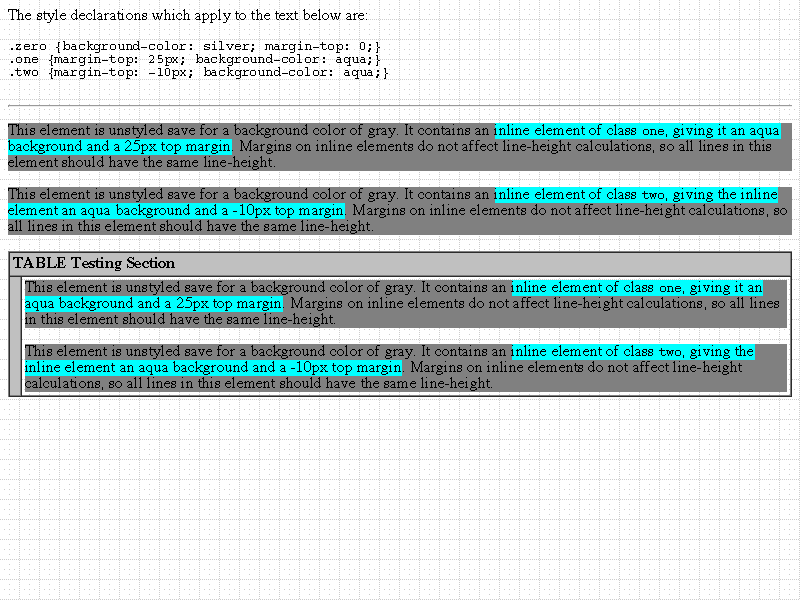 The style declarations which apply to the text below are:
.zero {background-color: silver; margin-top: 0;}
.one {margin-top: 25px; background-color: aqua;}
.two {margin-top: -10px; background-color: aqua;}
This element is unstyled save for a background color of gray. It contains an inline element of class one, giving it an aqua
background and a 25px top margin. Margins on inline elements do not affect line-height calculations, so all lines in this
element should have the same line-height.
This element is unstyled save for a background color of gray. It contains an inline element of class two, giving the inline
element an aqua background and a -10px top margin. Margins on inline elements do not affect line-height calculations, so
all lines in this element should have the same line-height.
TABLE Testing Section
This element is unstyled save for a background color of gray. It contains an inline element of class one, giving it an
aqua background and a 25px top margin. Margins on inline elements do not affect line-height calculations, so all lines
in this element should have the same line-height.
This element is unstyled save for a background color of gray. It contains an inline element of class two, giving the
inline element an aqua background and a -10px top margin. Margins on inline elements do not affect line-height
calculations, so all lines in this element should have the same line-height.